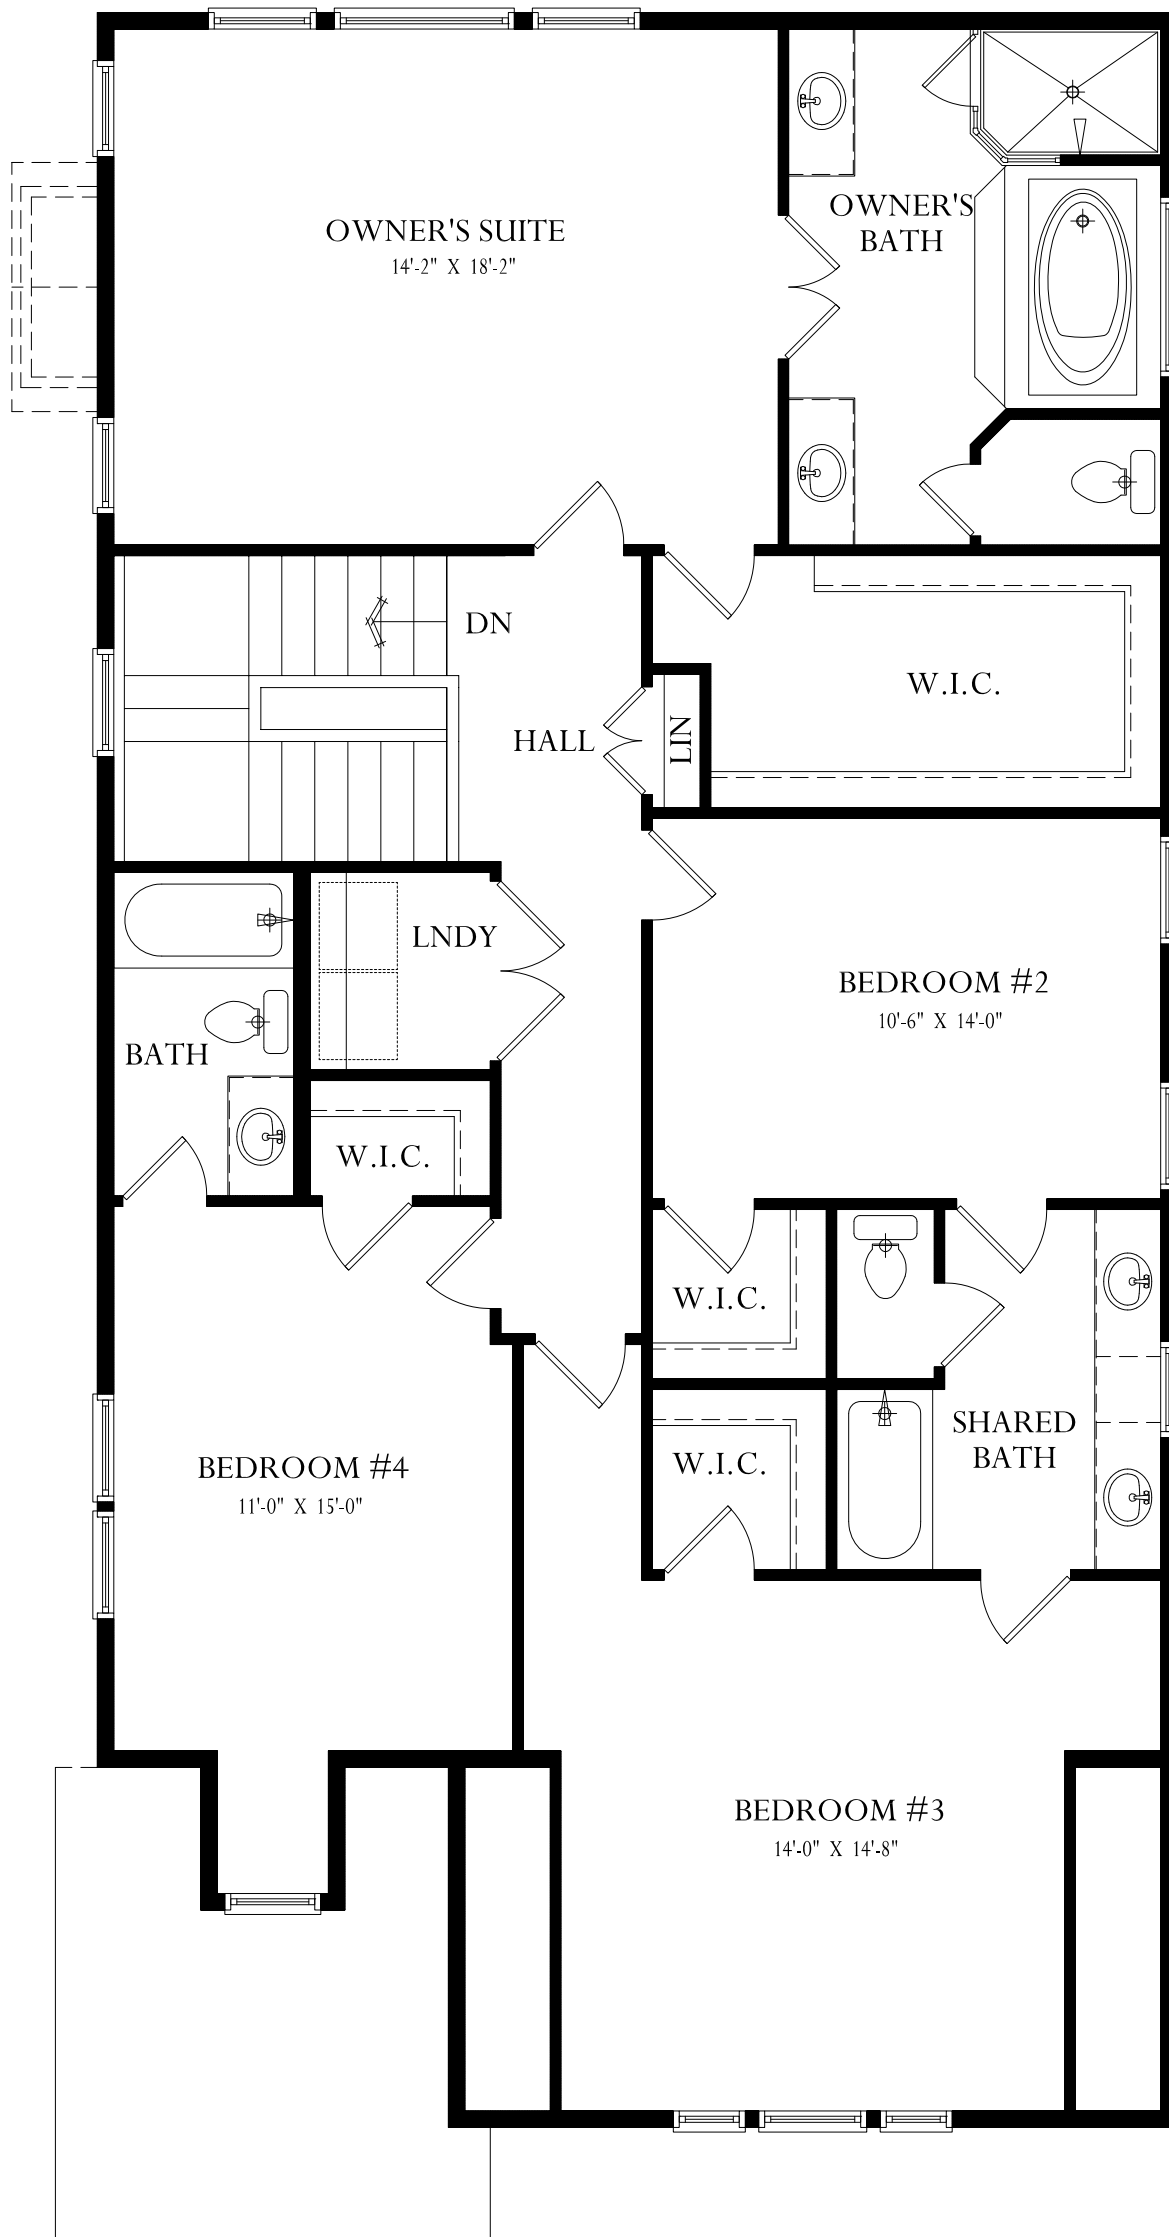 OWNER'S SUITE
14'-2" X 18'-2"
OWNER'S
BATH
DN
W.I.C.
HALL
LIN
LNDY
BATH
BEDROOM #2
10'-6" X 14'-0"
W.I.C.
W.I.C.
W.I.C.
SHARED
BATH
BEDROOM #4
11'-0" X 15'-0"
BEDROOM #3
14'-0" X 14'-8"